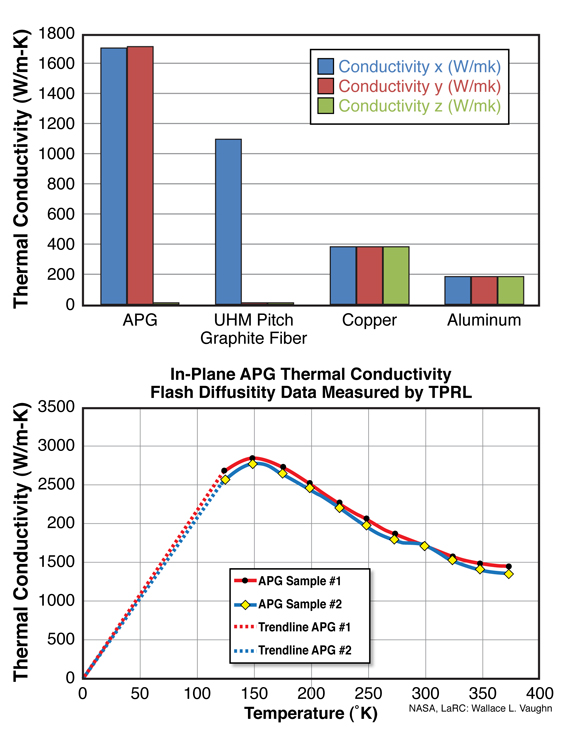 Thermal Conductivity (W/m-K)
1800
1600
1400
1200
1000
800
600
400
200
0
Conductivity x (W/mk)
Conductivity y (W/mk)
Conductivity z (W/mk)
APG
UHM Pitch
Graphite Fiber
Copper
Aluminum
In-Plane APG Thermal Conductivity
Flash Diffusitity Data Measured by TPRL
Thermal Conductivity (W/m-K)
3500
3000
2500
200
1500
1000
500
0
APG Sample #1
APG Sample #2
Trendline APG #1
Trendline APG #2
0
50
100
150
200
250
300
350
400
Temperature (˚K)
NASA, LaRC: Wallace L. Vaughn